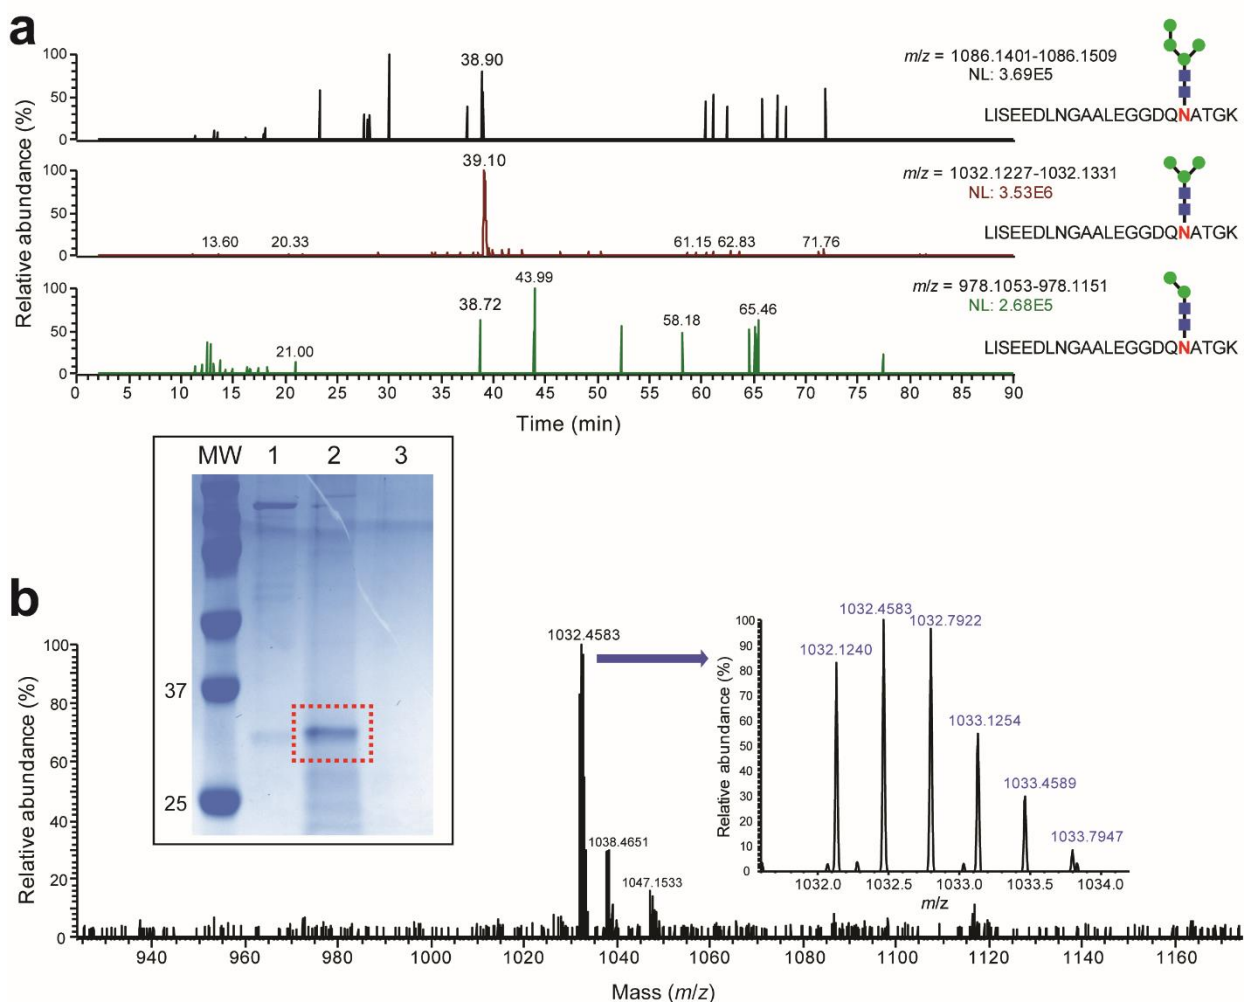 a
Relative abundance (%)
100
50
0
38.90
m/z = 1086.1401-1086.1509
NL: 3.69E5
LISEEDLNGAALEGGDQNATGK
100
50
0
39.10
13.60
20.33
61.15
62.83
71.76
m/z = 1032.1227-1032.1331
NL: 3.53E6
LISEEDLNGAALEGGDQNATGK
100
50
0
43.99
38.72
21.00
58.18
65.46
m/z = 978.1053-978.1151
NL: 2.68E5
LISEEDLNGAALEGGDQNATGK
0 5 10 15 20 25 30 35 40 45 50 55 60 65 70 75 80 85 90
Time (min)
MW 1 2 3
37
25
b
Relative abundance (%)
100
80
60
40
20
0
1032.4583
1038.4651
1047.1533
940 960 980 1000 1020 1040 1060 1080 1100 1120 1140 1160
Mass (m/z)
Relative abundance (%)
100
90
80
70
60
50
40
30
20
10
0
1032.4583
1032.7922
1032.1240
1033.1254
1033.4589
1033.7947
1032.0 1032.5 1033.0 1033.5 1034.0
m/z